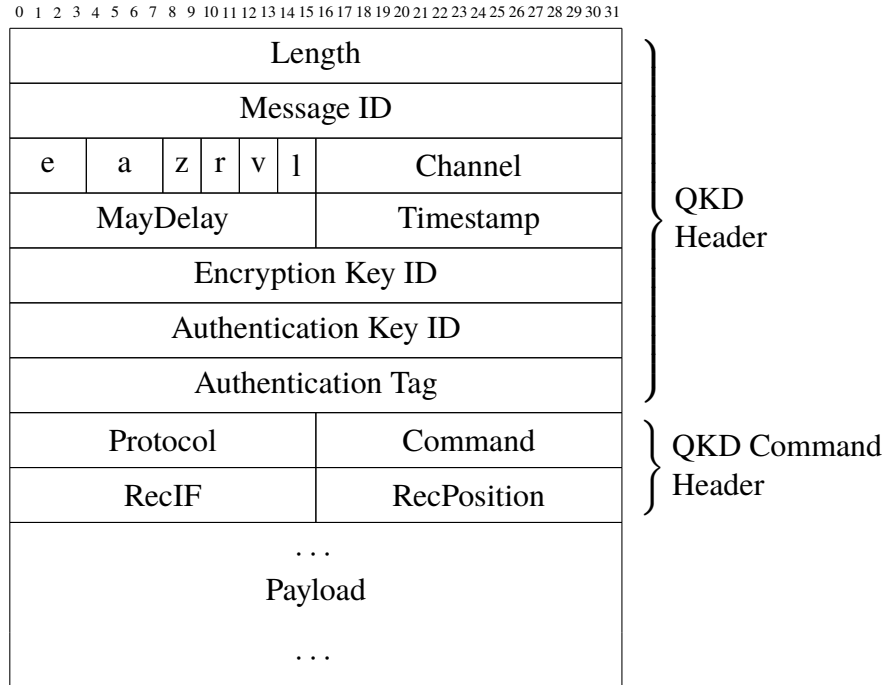 0 1 2 3 4 5 6 7 8 9 10 11 12 13 14 15 16 17 18 19 20 21 22 23 24 25 26 27 28 29 30 31
Length
Message ID
e a z r v l Channel
MayDelay Timestamp
Encryption Key ID
Authentication Key ID
Authentication Tag
QKD
Header
Protocol Command
RecIF RecPosition
QKD Command
Header
. . .
Payload
. . .